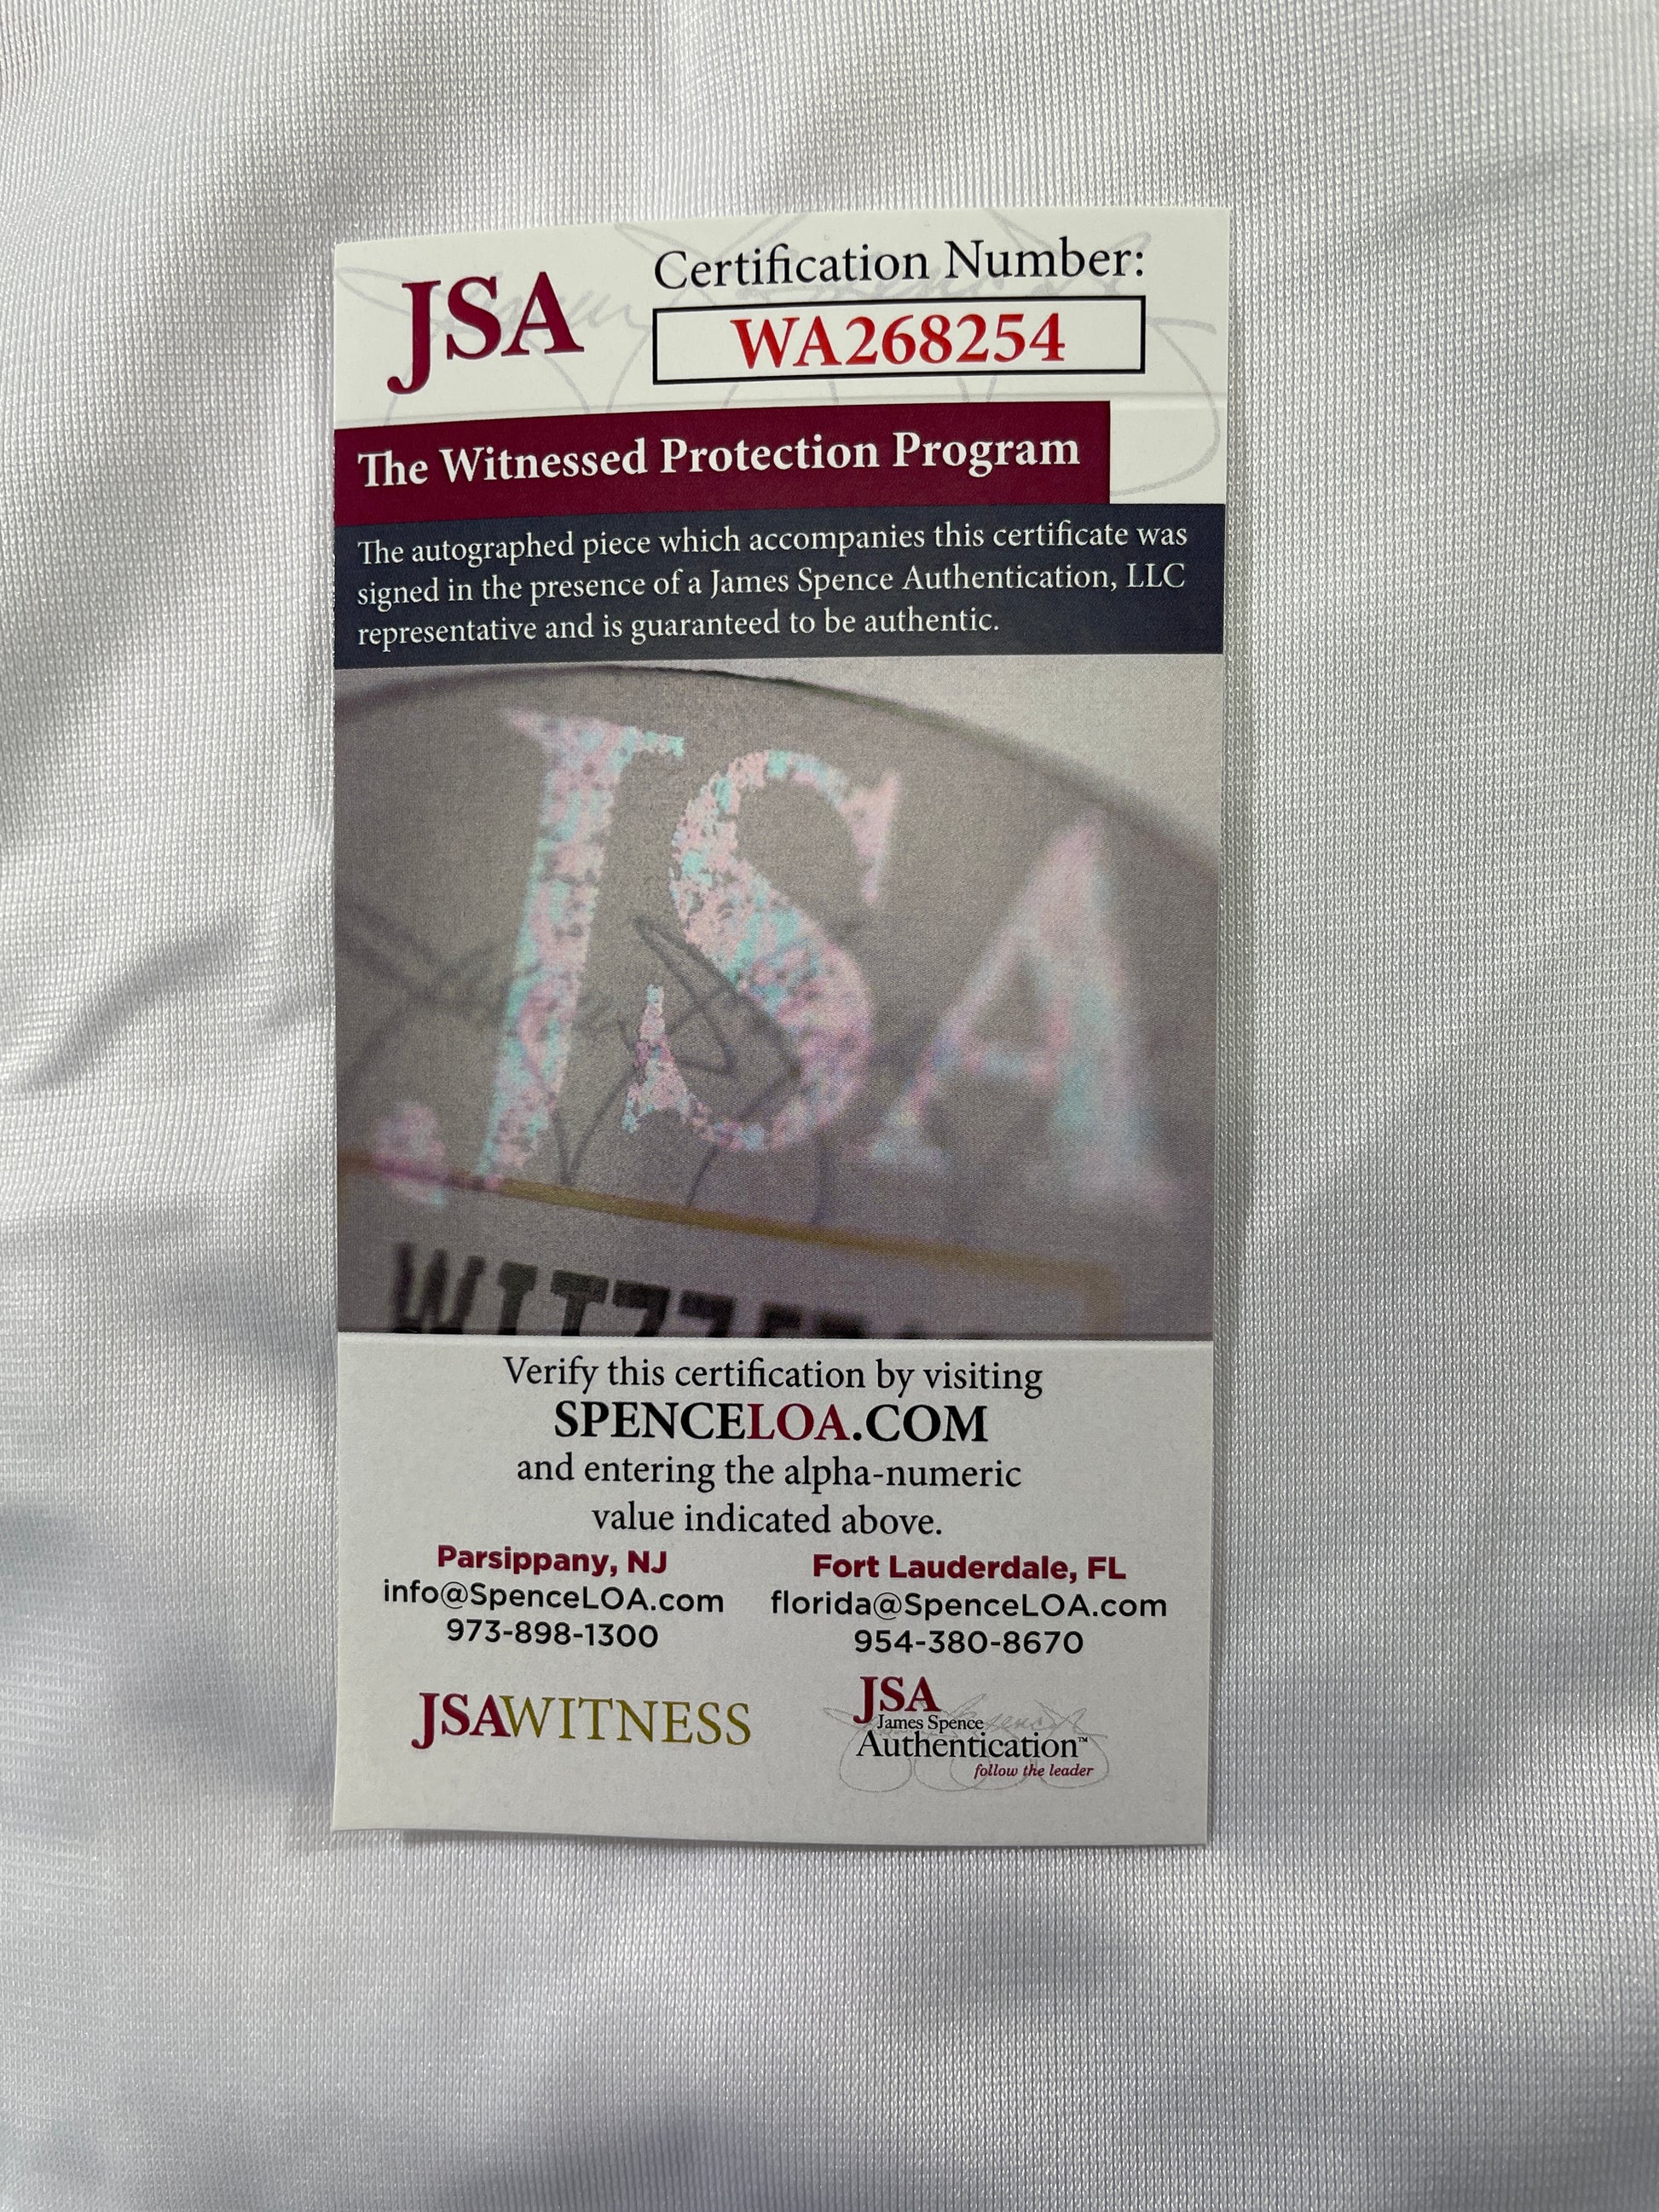 JSA
Certification Number:
WA268254
The Witnessed Protection Program
The autographed piece which accompanies this certificate was
signed in the presence of a James Spence Authentication, LLC
representative and is guaranteed to be authentic.
JSA
Verify this certification by visiting
SPENCELOA.COM
and entering the alpha-numeric
value indicated above.
Parsippany, NJ
info@SpenceLOA.com
973-898-1300
Fort Lauderdale, FL
florida@SpenceLOA.com
954-380-8670
JSAWITNESS
JSA
James Spence
Authentication™
follow the leader